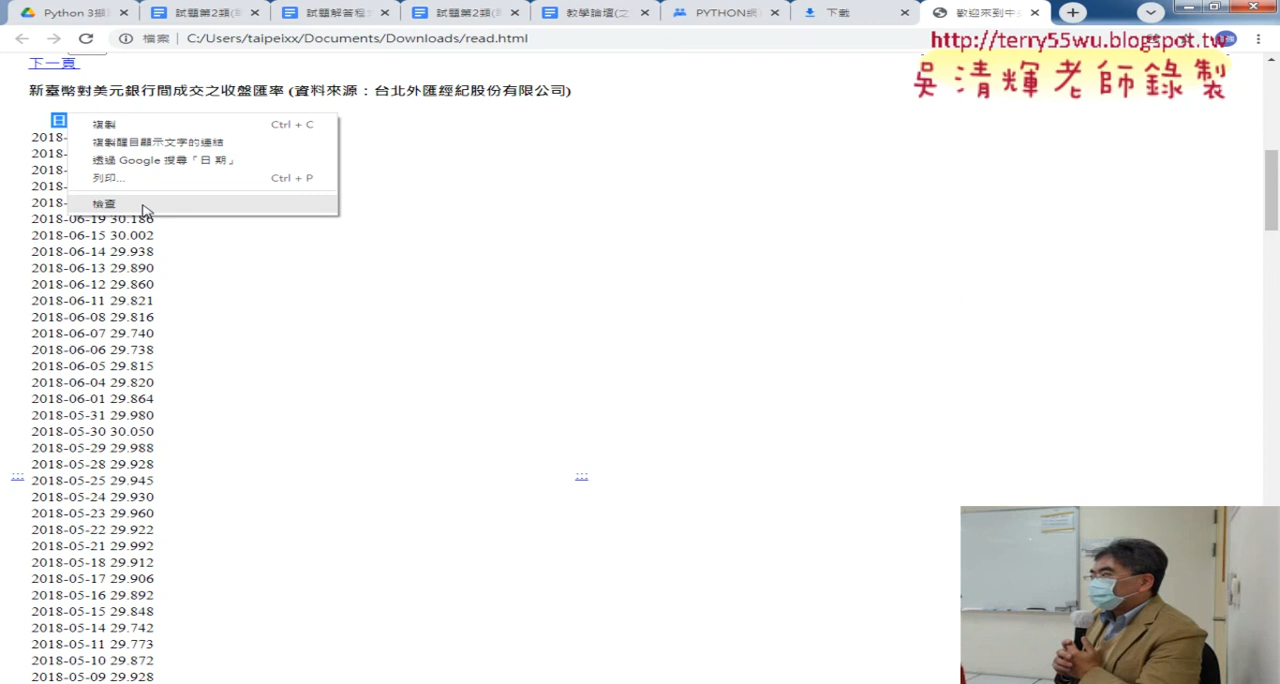 Python 3擬
試題第2類(
試題解答程
試題第2類(
教學論壇(之
PYTHON網
下載
歡迎來到中
檔案
C:/Users/taipeixx/Documents/Downloads/read.html
http://terry55wu.blogspot.tw
吳清輝老師錄製
下一頁
新臺幣對美元銀行間成交之收盤匯率 (資料來源：台北外匯經紀股份有限公司)
日
複製 Ctrl + C
複製醒目顯示文字的連結
透過 Google 搜尋「日 期」
列印... Ctrl + P
檢查
2018-
2018-
2018-
2018-
2018-
2018-06-19 30.186
2018-06-15 30.002
2018-06-14 29.938
2018-06-13 29.890
2018-06-12 29.860
2018-06-11 29.821
2018-06-08 29.816
2018-06-07 29.740
2018-06-06 29.738
2018-06-05 29.815
2018-06-04 29.820
2018-06-01 29.864
2018-05-31 29.980
2018-05-30 30.050
2018-05-29 29.988
2018-05-28 29.928
2018-05-25 29.945
2018-05-24 29.930
2018-05-23 29.960
2018-05-22 29.922
2018-05-21 29.992
2018-05-18 29.912
2018-05-17 29.906
2018-05-16 29.892
2018-05-15 29.848
2018-05-14 29.742
2018-05-11 29.773
2018-05-10 29.872
2018-05-09 29.928
:::
:::